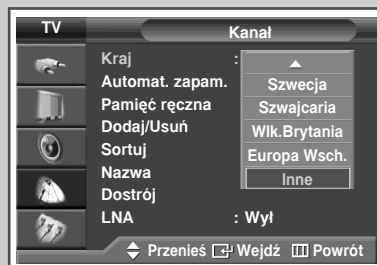 TV
Kanał
Kraj :
Automat. zapam.
Pamięć ręczna
Dodaj/Usuń
Sortuj
Nazwa
Dostrój
LNA : Wył
Szwecja
Szwajcaria
Wlk.Brytania
Europa Wsch.
Inne
Przenieś Wejdź Powrót